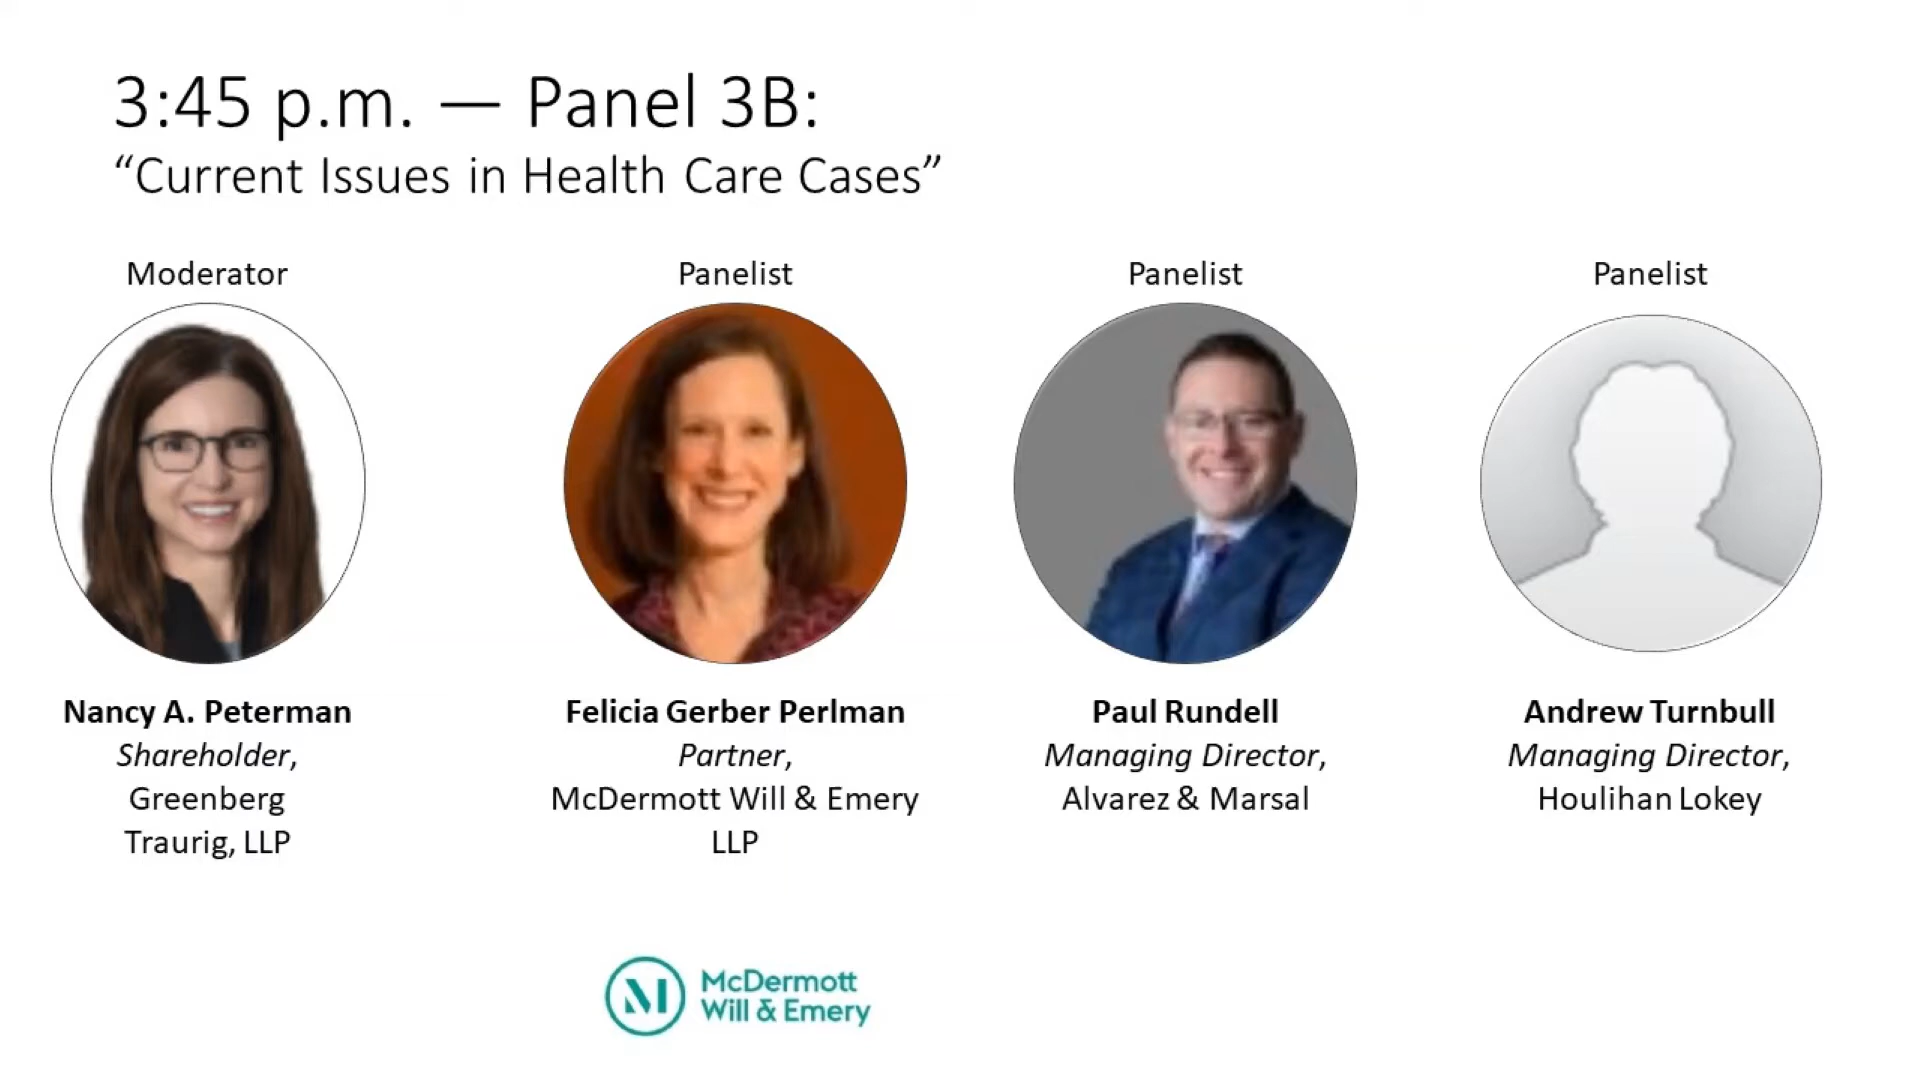 3:45 p.m. — Panel 3B:
“Current Issues in Health Care Cases”
Moderator
Nancy A. Peterman
Shareholder,
Greenberg
Traurig, LLP
Panelist
Felicia Gerber Perlman
Partner,
McDermott Will & Emery
LLP
Panelist
Paul Rundell
Managing Director,
Alvarez & Marsal
Panelist
Andrew Turnbull
Managing Director,
Houlihan Lokey
M
McDermott
Will & Emery